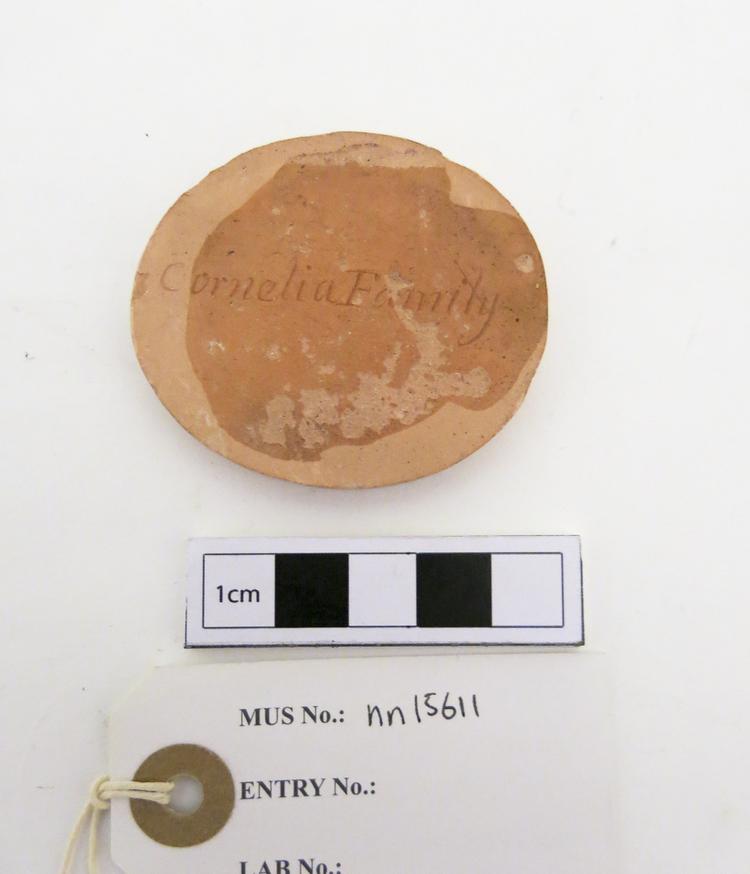 Cornelia Family
1cm
MUS No.: nn15611
ENTRY No.:
LAB No.: